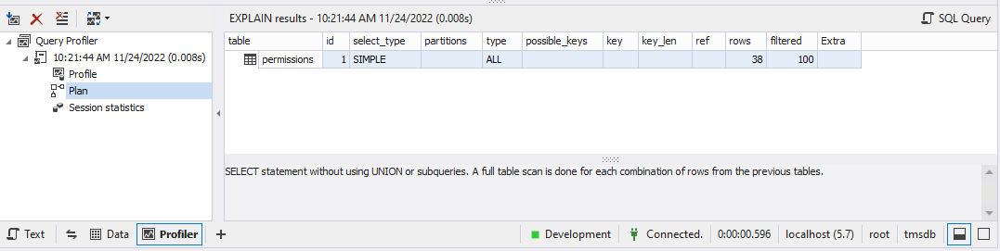 EXPLAIN results - 10:21:44 AM 11/24/2022 (0.008s) SQL Query
Query Profiler
10:21:44 AM 11/24/2022 (0.008s)
Profile
Plan
Session statistics
table id select_type partitions type possible_keys key key_len ref rows filtered Extra
permissions 1 SIMPLE ALL 38 100
SELECT statement without using UNION or subqueries. A full table scan is done for each combination of rows from the previous tables.
Text Data Profiler Development Connected. 0:00:00.596 localhost (5.7) root tmsdb